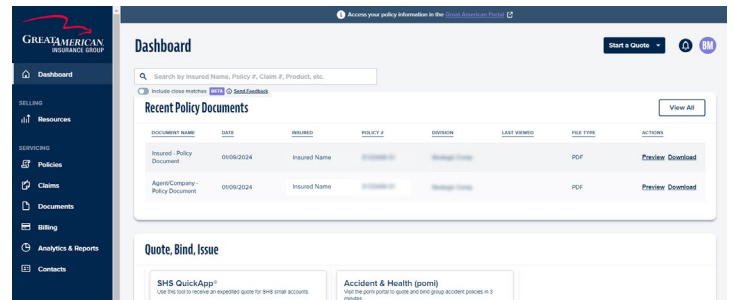 Access your policy information in the Great American Portal
GREATAMERICAN.
INSURANCE GROUP
Dashboard
Start a Quote
BM
Dashboard
Search by Insured Name, Policy #, Claim #, Product, etc.
Include close matches BETA Send Feedback
SELLING
Resources
Recent Policy Documents
View All
DOCUMENT NAME DATE INSURED POLICY # DIVISION LAST VIEWED FILE TYPE ACTIONS
SERVICING
Policies
Claims
Documents
Billing
Analytics & Reports
Contacts
Insured - Policy
Document
01/09/2024 Insured Name PDF Preview Download
Agent/Company -
Policy Document
01/09/2024 Insured Name PDF Preview Download
Quote, Bind, Issue
SHS QuickApp®
Use this tool to receive an expedited quote for SHS small accounts.
Accident & Health (pomi)
Visit the pomi portal to quote and bind group accident policies in 3
minutes.